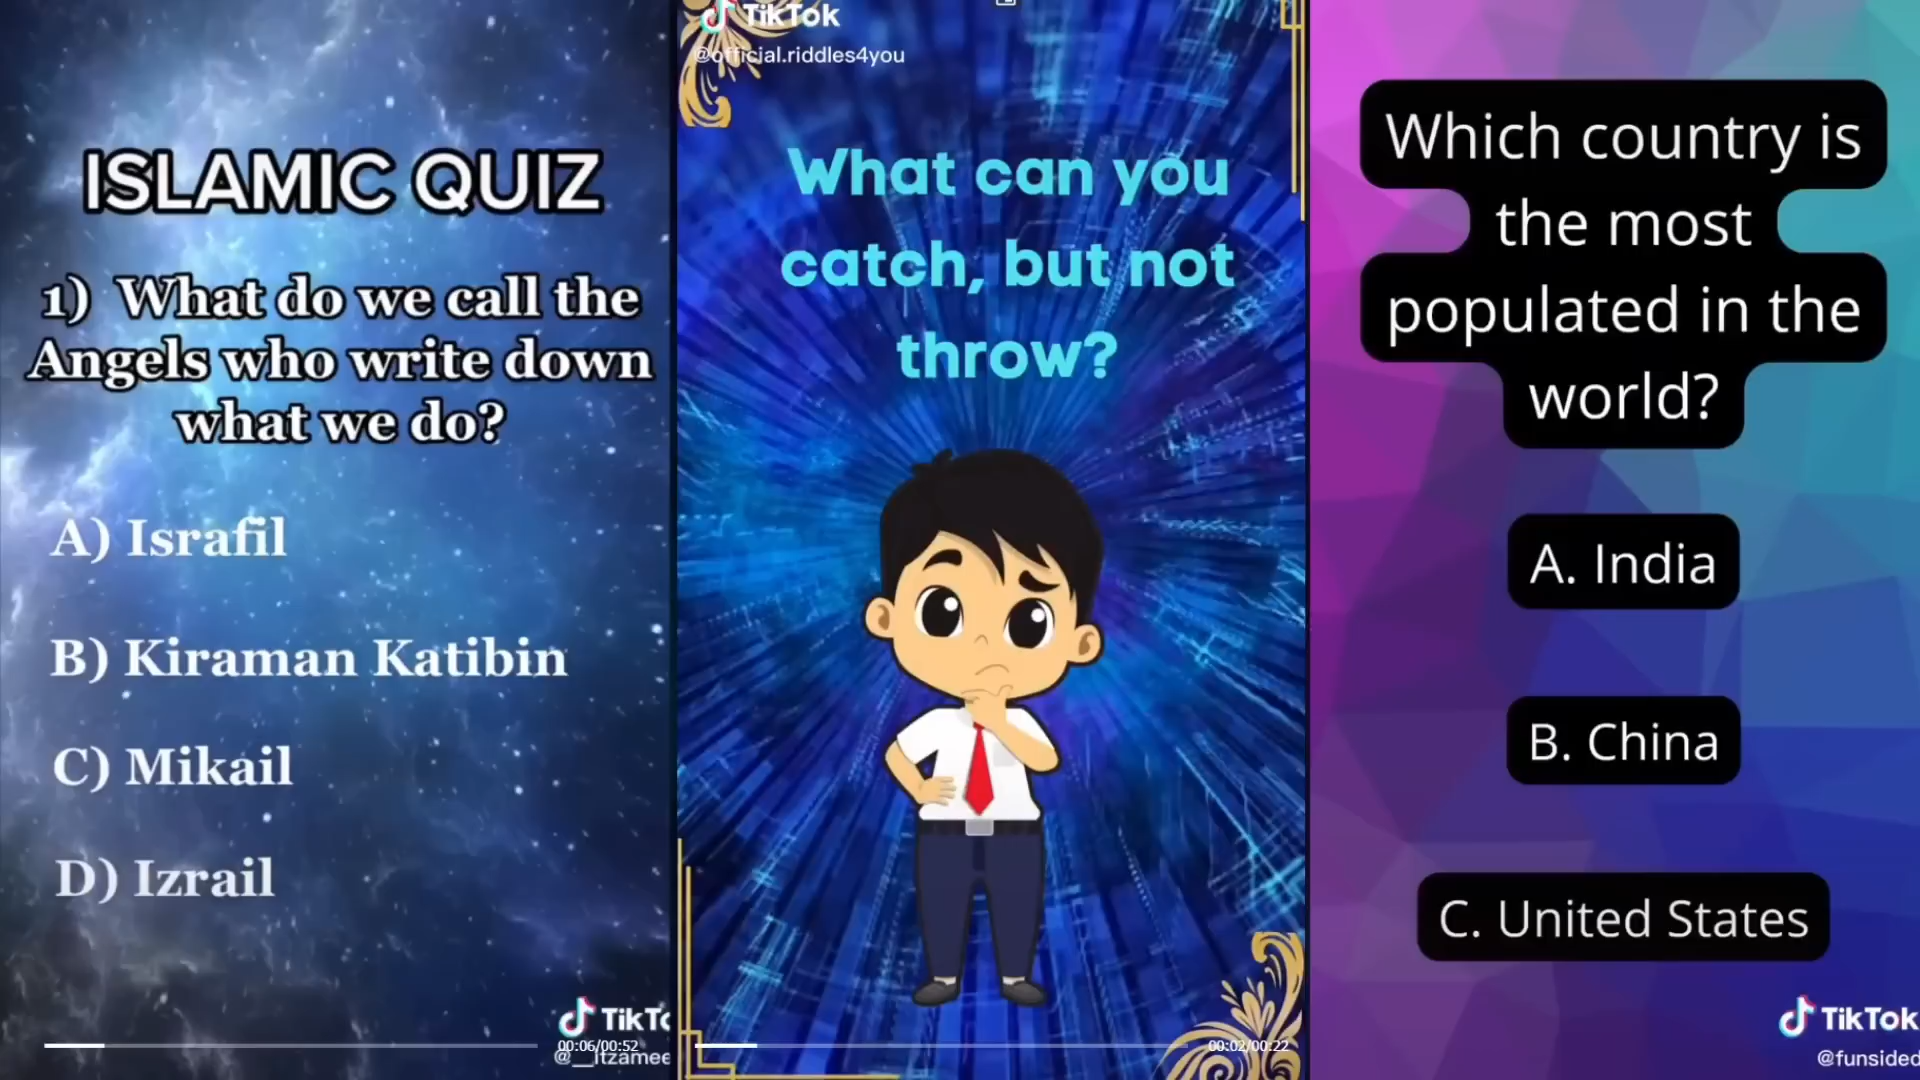 ISLAMIC QUIZ
1) What do we call the
Angels who write down
what we do?
A) Israfil
B) Kiraman Katibin
C) Mikail
D) Izrail
TikTo
00:06/00:52
@__itzamee
TikTok
@official.riddles4you
What can you
catch, but not
throw?
00:02/00:22
Which country is
the most
populated in the
world?
A. India
B. China
C. United States
TikTok
@funsided